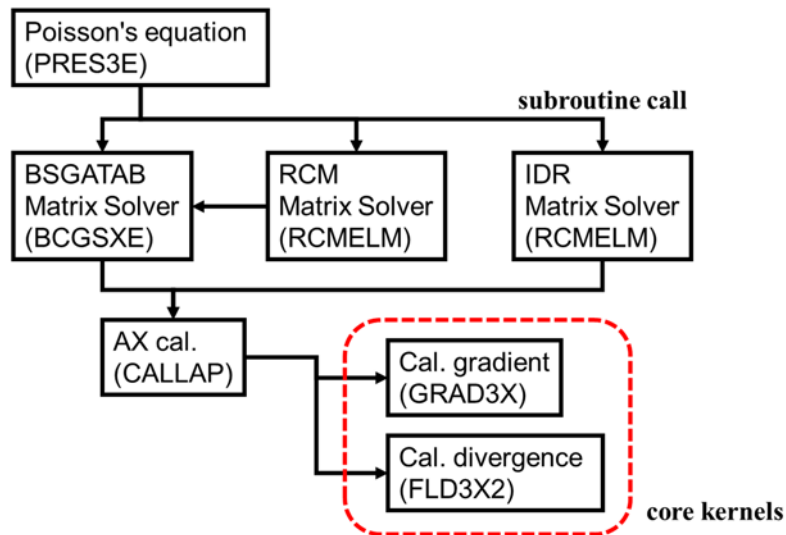 Poisson's equation
(PRES3E)
subroutine call
BSGATAB
Matrix Solver
(BCGSXE)
RCM
Matrix Solver
(RCMELM)
IDR
Matrix Solver
(RCMELM)
AX cal.
(CALLAP)
Cal. gradient
(GRAD3X)
Cal. divergence
(FLD3X2)
core kernels